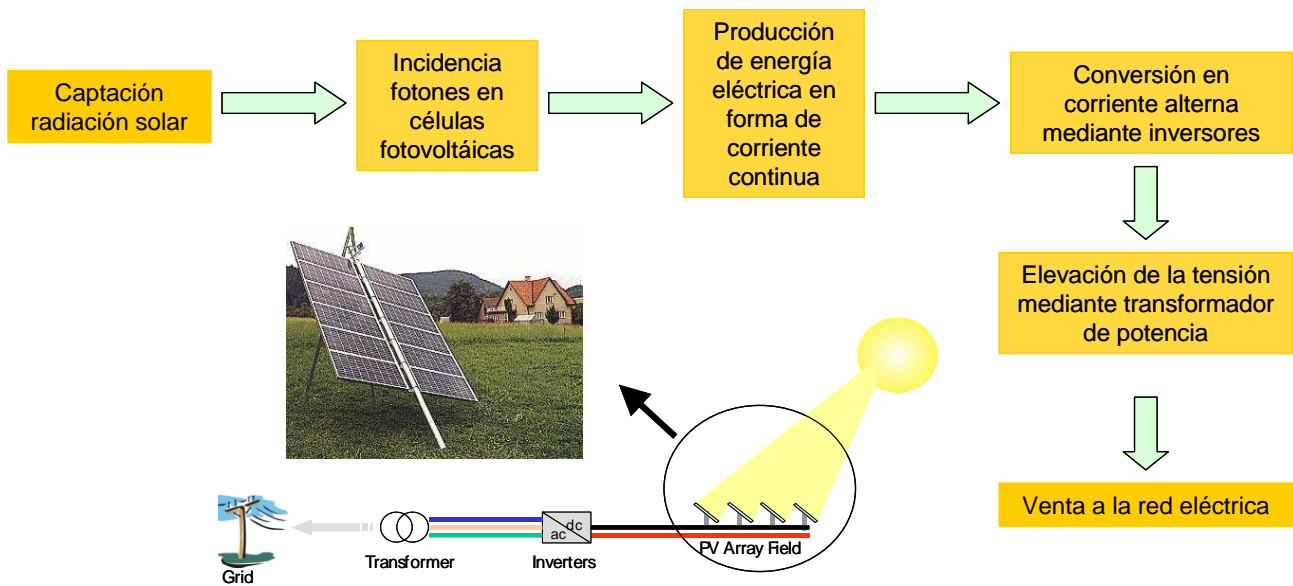 Captación
radiación solar
Incidencia
fotones en
células
fotovoltáicas
Producción
de energía
eléctrica en
forma de
corriente
continua
Conversión en
corriente alterna
mediante inversores
Elevación de la tensión
mediante transformador
de potencia
Venta a la red eléctrica
Grid
Transformer
ac
dc
Inverters
PV Array Field